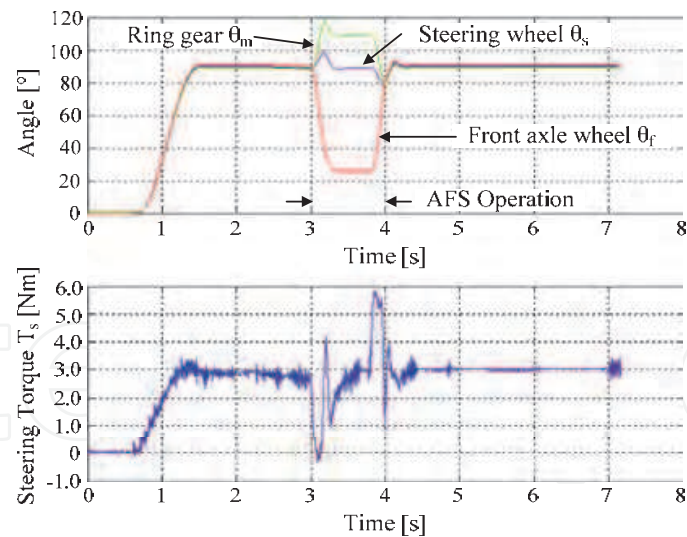 120
100
80
60
40
20
0
Angle [°]
Ring gear θm
Steering wheel θs
Front axle wheel θf
AFS Operation
0 1 2 3 4 5 6 7 8
Time [s]
6.0
5.0
4.0
3.0
2.0
1.0
0
-1.0
Steering Torque Ts [Nm]
0 1 2 3 4 5 6 7 8
Time [s]